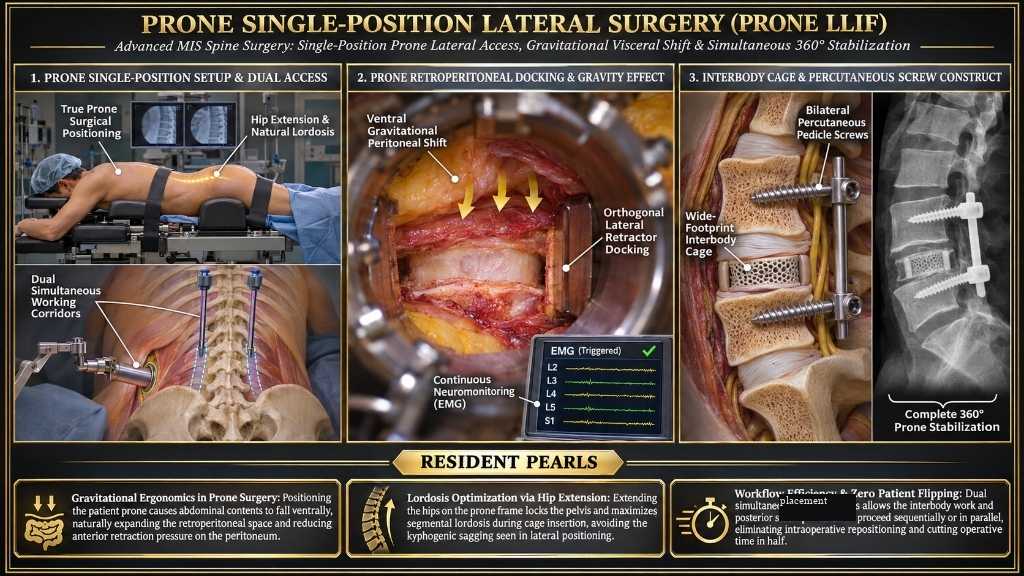 PRONE SINGLE-POSITION LATERAL SURGERY (PRONE LLIF)
Advanced MIS Spine Surgery: Single-Position Prone Lateral Access, Gravitational Visceral Shift & Simultaneous 360° Stabilization
1. PRONE SINGLE-POSITION SETUP & DUAL ACCESS
True Prone
Surgical
Positioning
Hip Extension &
Natural Lordosis
Dual
Simultaneous
Working
Corridors
2. PRONE RETROPERITONEAL DOCKING & GRAVITY EFFECT
Ventral
Gravitational
Peritoneal Shift
Orthogonal
Lateral
Retractor
Docking
Continuous
Neuromonitoring
(EMG)
EMG (Triggered)
L2
L3
L4
L5
S1
3. INTERBODY CAGE & PERCUTANEOUS SCREW CONSTRUCT
Bilateral
Percutaneous
Pedicle Screws
Wide-
Footprint
Interbody
Cage
Complete 360°
Prone Stabilization
RESIDENT PEARLS
Gravitational Ergonomics in Prone Surgery: Positioning
the patient prone causes abdominal contents to fall ventrally,
naturally expanding the retroperitoneal space and reducing
anterior retraction pressure on the peritoneum.
Lordosis Optimization via Hip Extension: Extending
the hips on the prone frame locks the pelvis and maximizes
segmental lordosis during cage insertion, avoiding the
kyphogenic sagging seen in lateral positioning.
Workflow Efficiency & Zero Patient Flipping: Dual
placement
allows the interbody work and
posterior proceed sequentially or in parallel,
eliminating intraoperative repositioning and cutting operative
time in half.